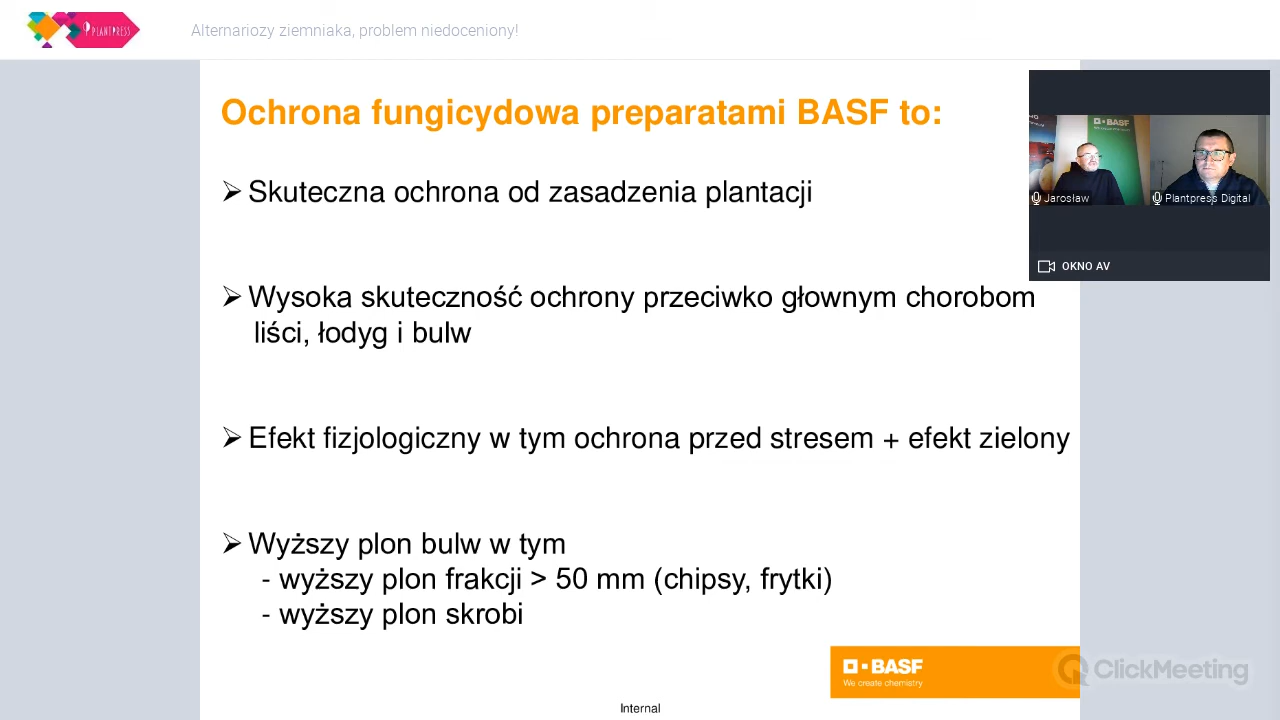 PLANTPRESS
Alternariozy ziemniaka, problem niedoceniony!
Ochrona fungicydowa preparatami BASF to:
➢ Skuteczna ochrona od zasadzenia plantacji
➢ Wysoka skuteczność ochrony przeciwko głownym chorobom
liści, łodyg i bulw
➢ Efekt fizjologiczny w tym ochrona przed stresem + efekt zielony
➢ Wyższy plon bulw w tym
- wyższy plon frakcji > 50 mm (chipsy, frytki)
- wyższy plon skrobi
BASF
Jarosław
Plantpress Digital
OKNO AV
BASF
We create chemistry
ClickMeeting
Internal